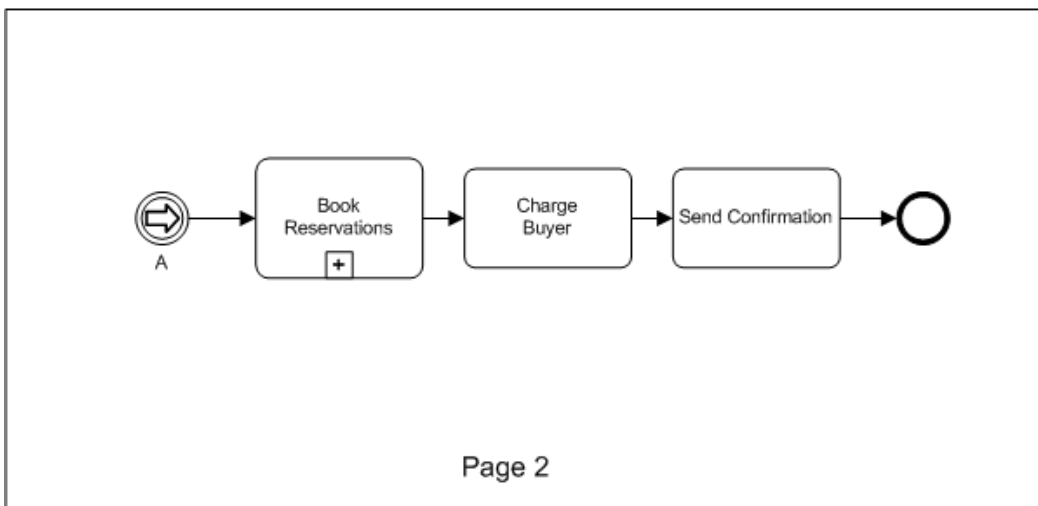 Book
Reservations
+
Charge
Buyer
Send Confirmation
A
Page 2